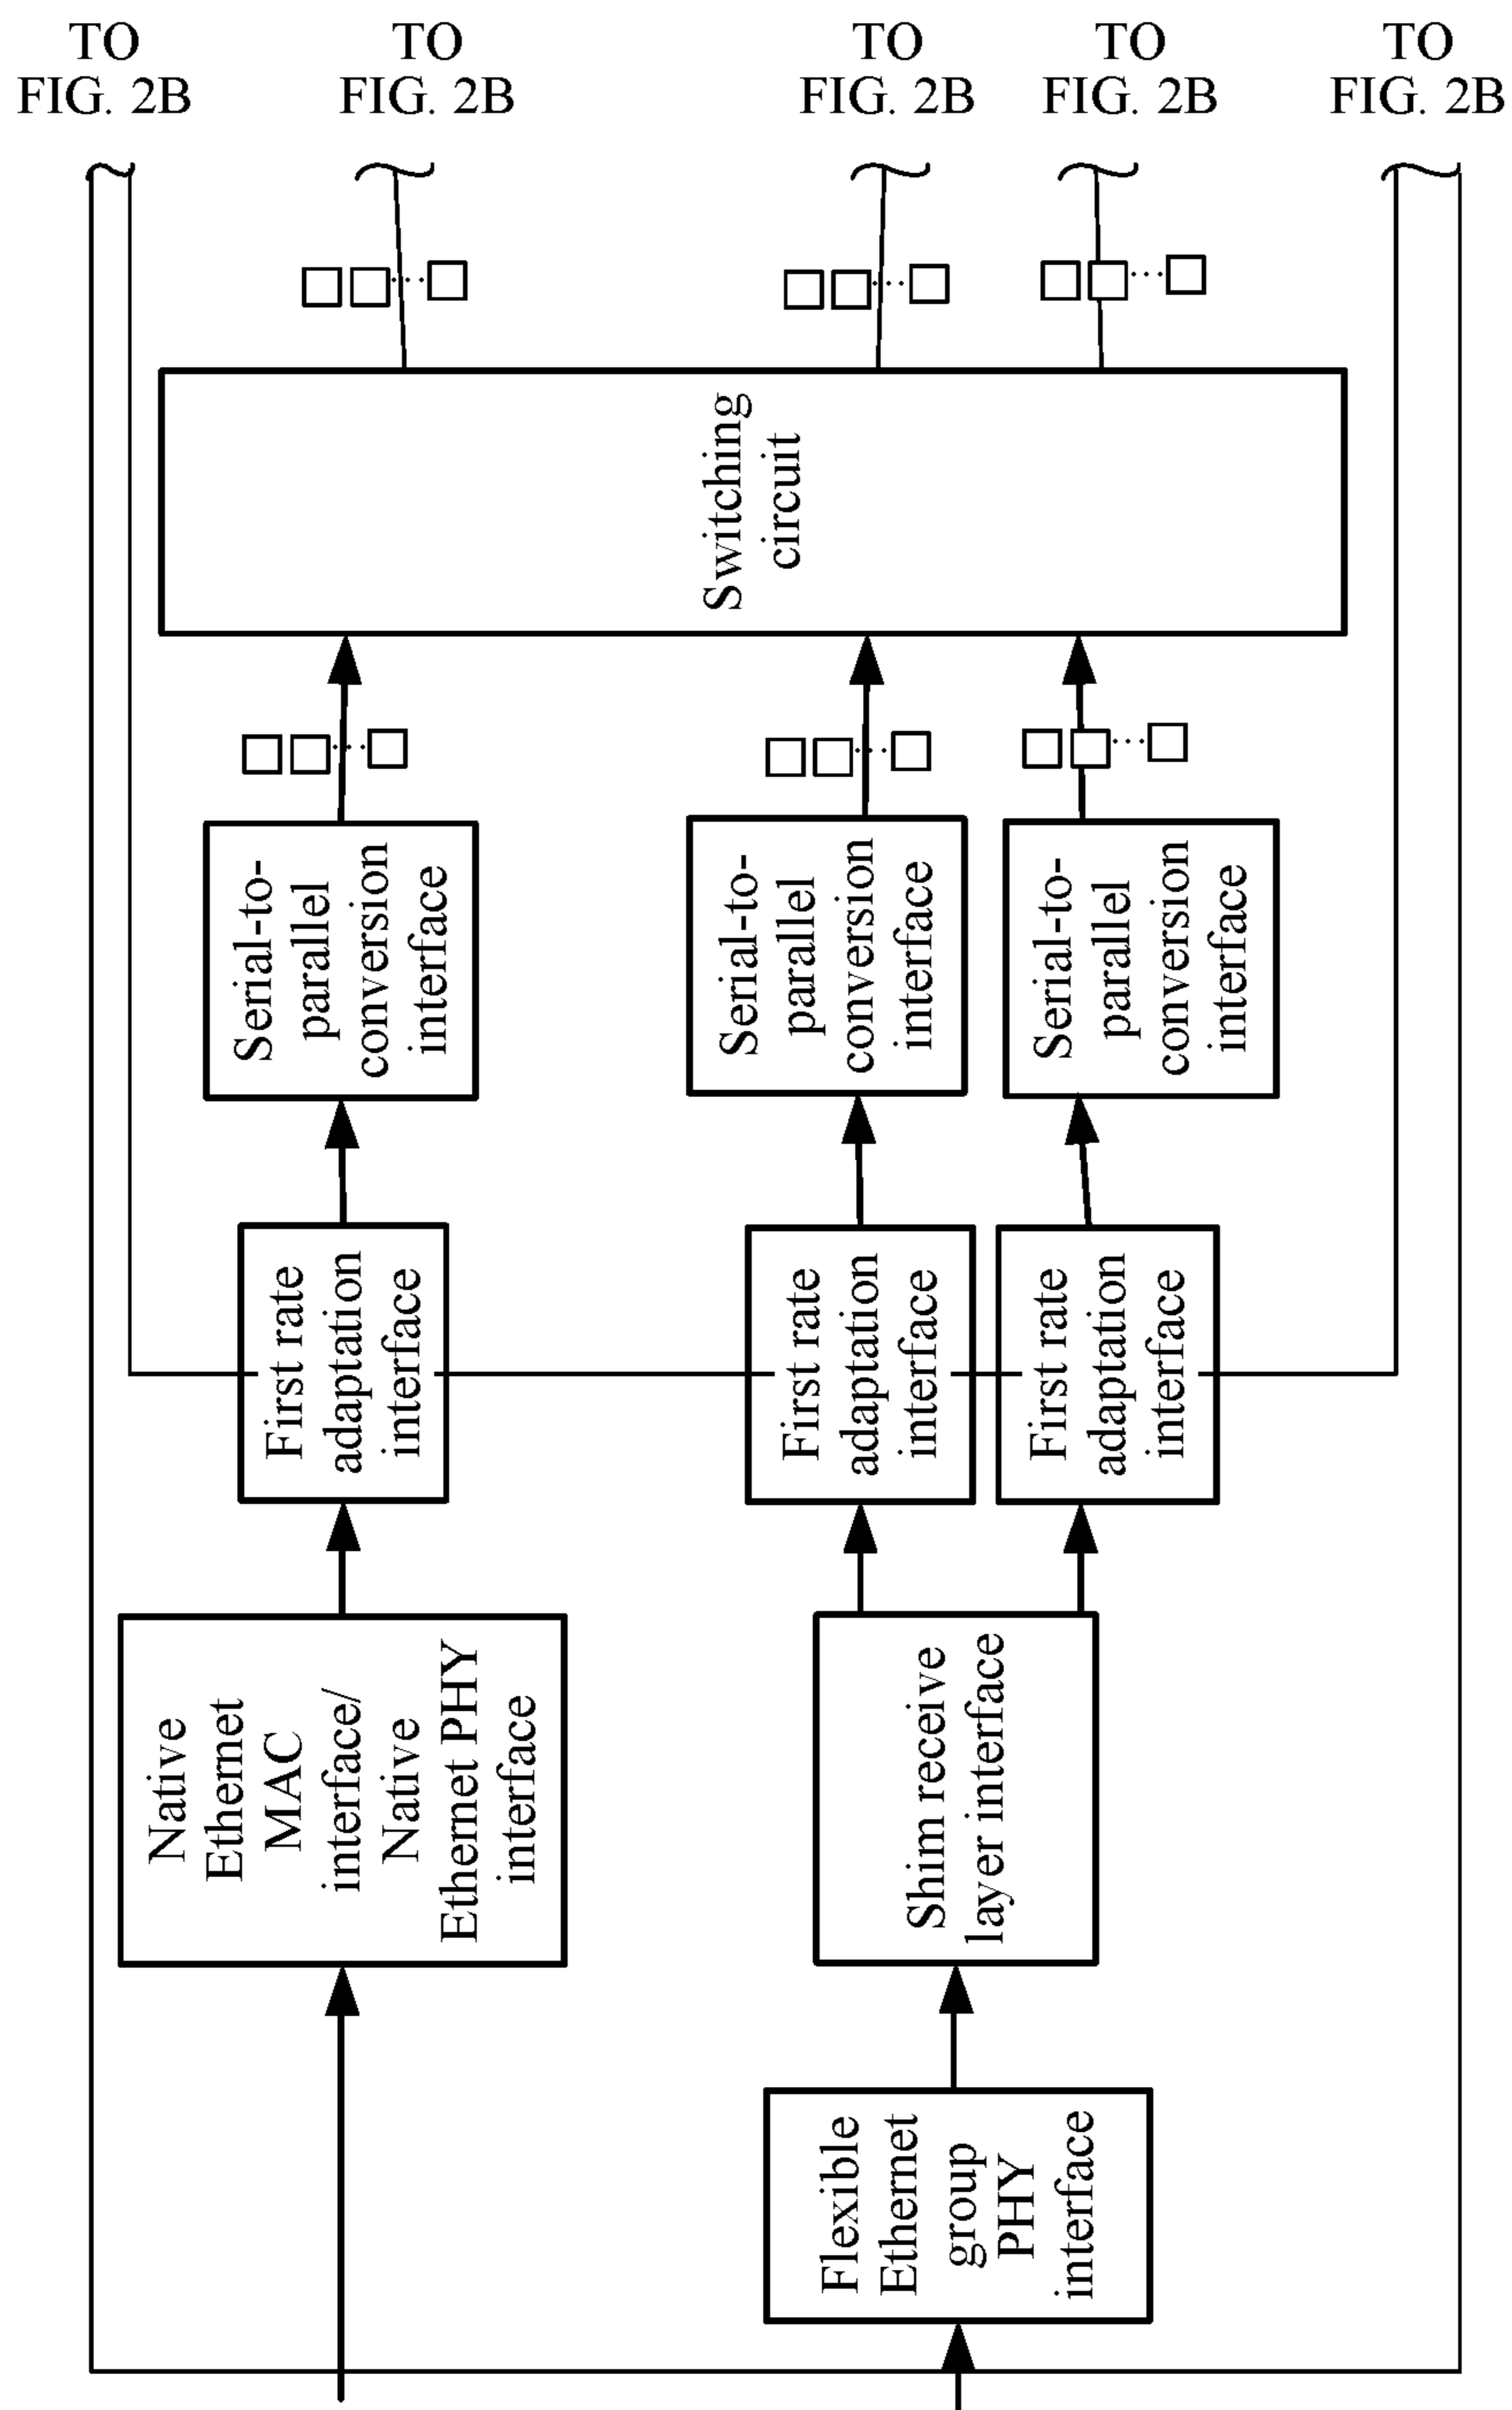 TO
FIG. 2B
TO
FIG. 2B
TO
FIG. 2B
TO
FIG. 2B
TO
FIG. 2B
Switching
circuit
Serial-to-
parallel
conversion
interface
Serial-to-
parallel
conversion
interface
Serial-to-
parallel
conversion
interface
First rate
adaptation
interface
First rate
adaptation
interface
First rate
adaptation
interface
Native
Ethernet
MAC
interface/
Native
Ethernet PHY
interface
Shim receive
layer interface
Flexible
Ethernet
group
PHY
interface